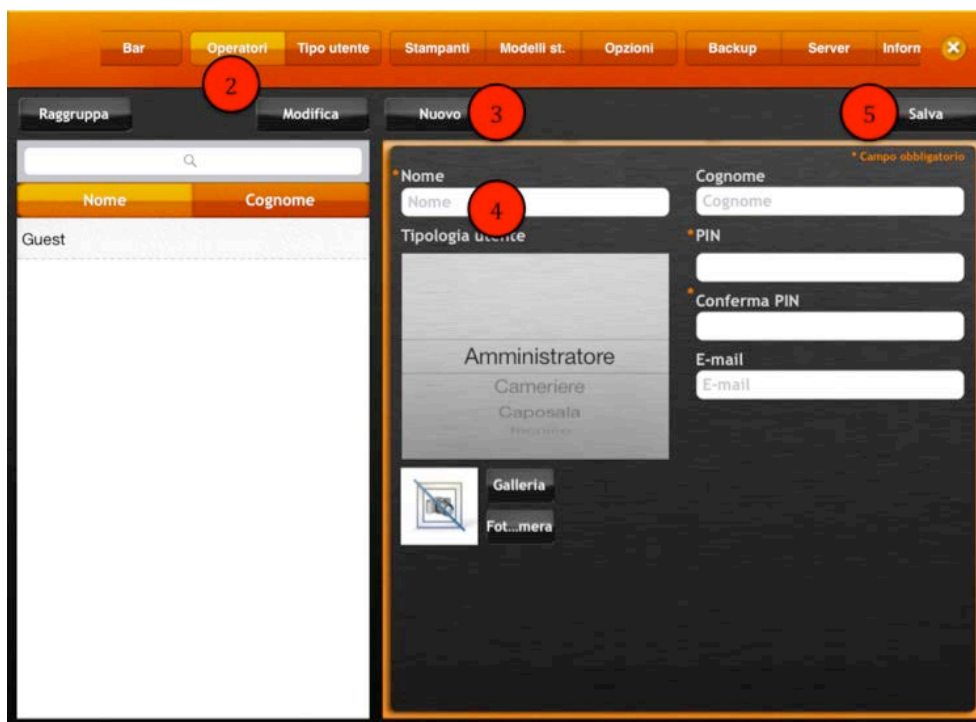 Bar Operatori Tipo utente Stampanti Modelli st. Opzioni Backup Server Inforn
2
Raggruppa Modifica Nuovo 3 5 Salva
* Campo obbligatorio
Nome Cognome
Guest
*Nome
Nome
4
Cognome
Cognome
Tipologia utente
Amministratore
Cameriere
Caposala
*PIN
*Conferma PIN
E-mail
E-mail
Galleria
Fot...mera